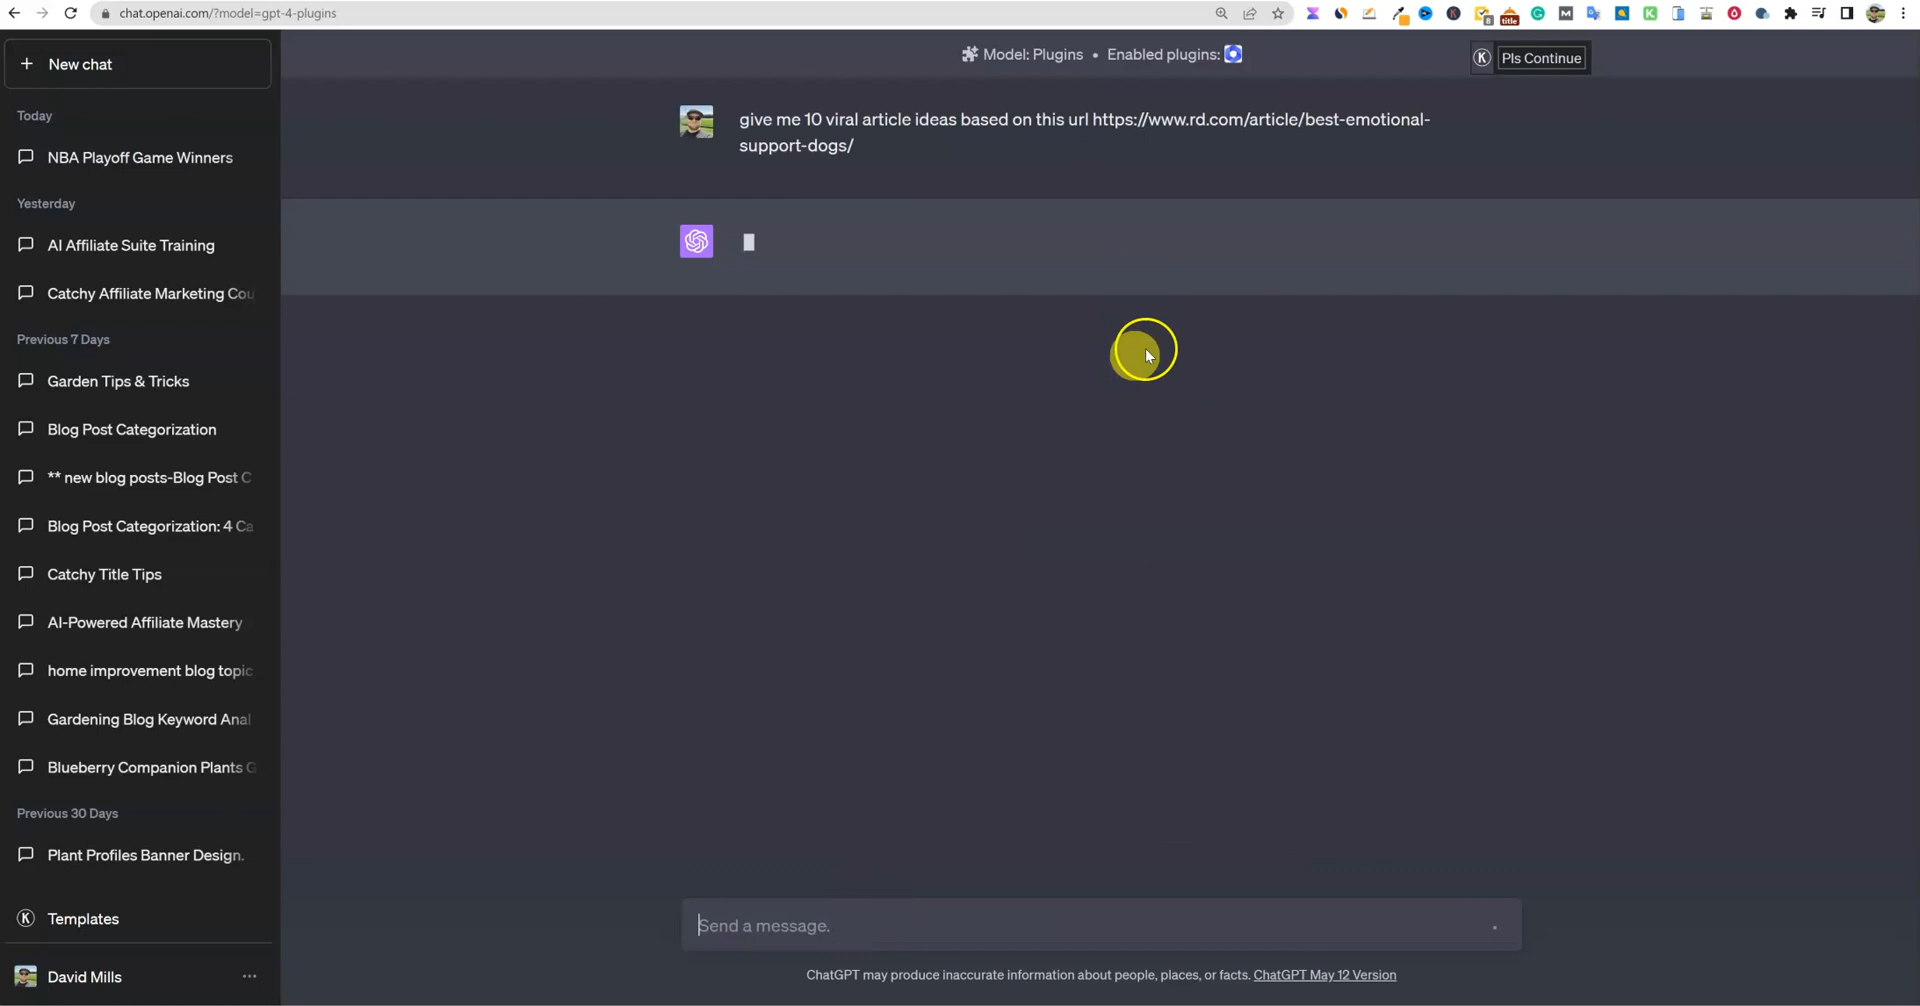 chat.openai.com/?model=gpt-4-plugins
8
title
New chat
Today
NBA Playoff Game Winners
Yesterday
AI Affiliate Suite Training
Catchy Affiliate Marketing Cou
Previous 7 Days
Garden Tips & Tricks
Blog Post Categorization
** new blog posts-Blog Post C
Blog Post Categorization: 4 Ca
Catchy Title Tips
AI-Powered Affiliate Mastery
home improvement blog topic
Gardening Blog Keyword Anal
Blueberry Companion Plants G
Previous 30 Days
Plant Profiles Banner Design.
K Templates
David Mills
Model: Plugins • Enabled plugins:
K Pls Continue
give me 10 viral article ideas based on this url https://www.rd.com/article/best-emotional-
support-dogs/
Send a message.
ChatGPT may produce inaccurate information about people, places, or facts. ChatGPT May 12 Version